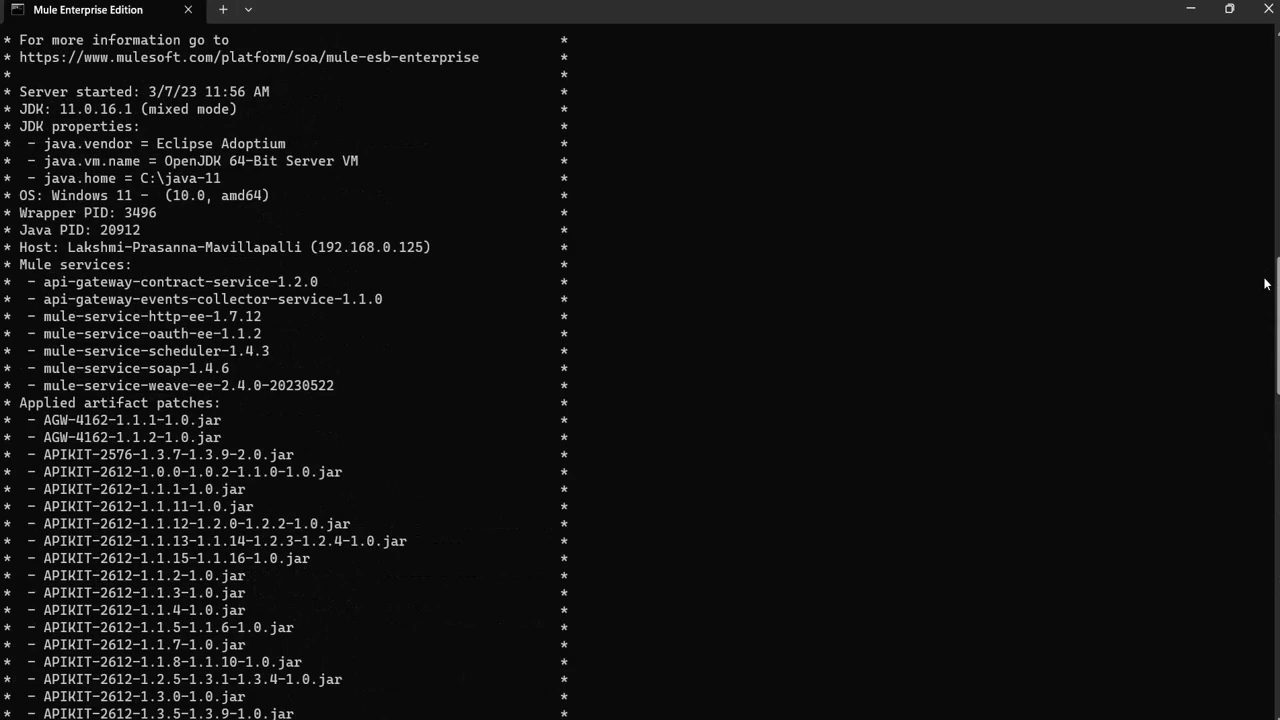 Mule Enterprise Edition
* For more information go to *
* https://www.mulesoft.com/platform/soa/mule-esb-enterprise *
* *
* Server started: 3/7/23 11:56 AM *
* JDK: 11.0.16.1 (mixed mode) *
* JDK properties: *
*  - java.vendor = Eclipse Adoptium *
*  - java.vm.name = OpenJDK 64-Bit Server VM *
*  - java.home = C:\java-11 *
* OS: Windows 11 -  (10.0, amd64) *
* Wrapper PID: 3496 *
* Java PID: 20912 *
* Host: Lakshmi-Prasanna-Mavillapalli (192.168.0.125) *
* Mule services: *
*  - api-gateway-contract-service-1.2.0 *
*  - api-gateway-events-collector-service-1.1.0 *
*  - mule-service-http-ee-1.7.12 *
*  - mule-service-oauth-ee-1.1.2 *
*  - mule-service-scheduler-1.4.3 *
*  - mule-service-soap-1.4.6 *
*  - mule-service-weave-ee-2.4.0-20230522 *
* Applied artifact patches: *
*  - AGW-4162-1.1.1-1.0.jar *
*  - AGW-4162-1.1.2-1.0.jar *
*  - APIKIT-2576-1.3.7-1.3.9-2.0.jar *
*  - APIKIT-2612-1.0.0-1.0.2-1.1.0-1.0.jar *
*  - APIKIT-2612-1.1.1-1.0.jar *
*  - APIKIT-2612-1.1.11-1.0.jar *
*  - APIKIT-2612-1.1.12-1.2.0-1.2.2-1.0.jar *
*  - APIKIT-2612-1.1.13-1.1.14-1.2.3-1.2.4-1.0.jar *
*  - APIKIT-2612-1.1.15-1.1.16-1.0.jar *
*  - APIKIT-2612-1.1.2-1.0.jar *
*  - APIKIT-2612-1.1.3-1.0.jar *
*  - APIKIT-2612-1.1.4-1.0.jar *
*  - APIKIT-2612-1.1.5-1.1.6-1.0.jar *
*  - APIKIT-2612-1.1.7-1.0.jar *
*  - APIKIT-2612-1.1.8-1.1.10-1.0.jar *
*  - APIKIT-2612-1.2.5-1.3.1-1.3.4-1.0.jar *
*  - APIKIT-2612-1.3.0-1.0.jar *
*  - APIKIT-2612-1.3.5-1.3.9-1.0.jar *